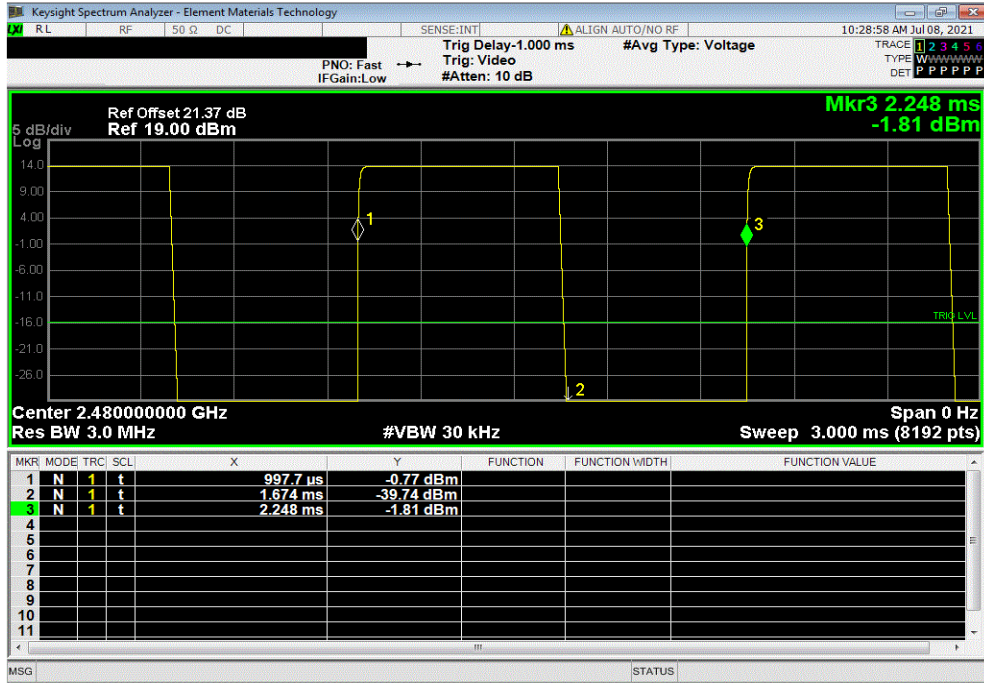 Keysight Spectrum Analyzer - Element Materials Technology
LXI RL RF 50 Ω DC SENSE:INT ALIGN AUTO/NO RF 10:28:58 AM Jul 08, 2021
Trig Delay-1.000 ms #Avg Type: Voltage TRACE 1 2 3 4 5 6
PNO: Fast Trig: Video TYPE WWWWWW
IFGain:Low #Atten: 10 dB DET P P P P P P
Mkr3 2.248 ms
Ref Offset 21.37 dB
5 dB/div Ref 19.00 dBm -1.81 dBm
Log
14.0
9.00
4.00
1
3
-1.00
-6.00
-11.0
-16.0
TRIG LVL
-21.0
-26.0
2
Center 2.480000000 GHz Span 0 Hz
Res BW 3.0 MHz #VBW 30 kHz Sweep 3.000 ms (8192 pts)
MKR MODE TRC SCL X Y FUNCTION FUNCTION WIDTH FUNCTION VALUE
1 N 1 t 997.7 µs -0.77 dBm
2 N 1 t 1.674 ms -39.74 dBm
3 N 1 t 2.248 ms -1.81 dBm
4
5
6
7
8
9
10
11
MSG STATUS